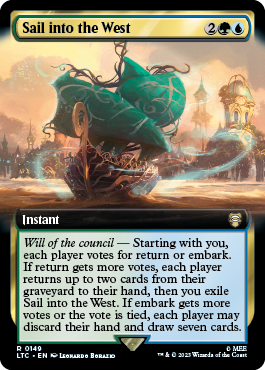 Sail into the West 2
Instant
Will of the council — Starting with you,
each player votes for return or embark.
If return gets more votes, each player
returns up to two cards from their
graveyard to their hand, then you exile
Sail into the West. If embark gets more
votes or the vote is tied, each player may
discard their hand and draw seven cards.
R 0149
LTC • EN Leonardo Borazio
& © 2023 Wizards of the Coast